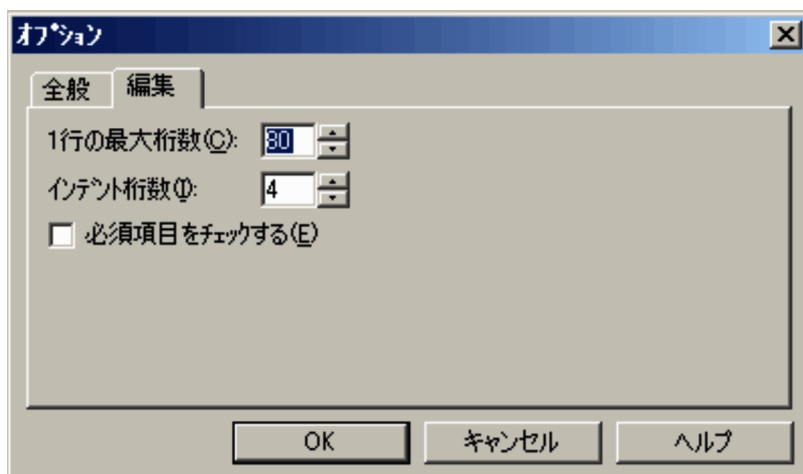 オプション
全般 編集
1行の最大桁数(C): 80
インデント桁数(I): 4
必須項目をチェックする(E)
OK キャンセル ヘルプ